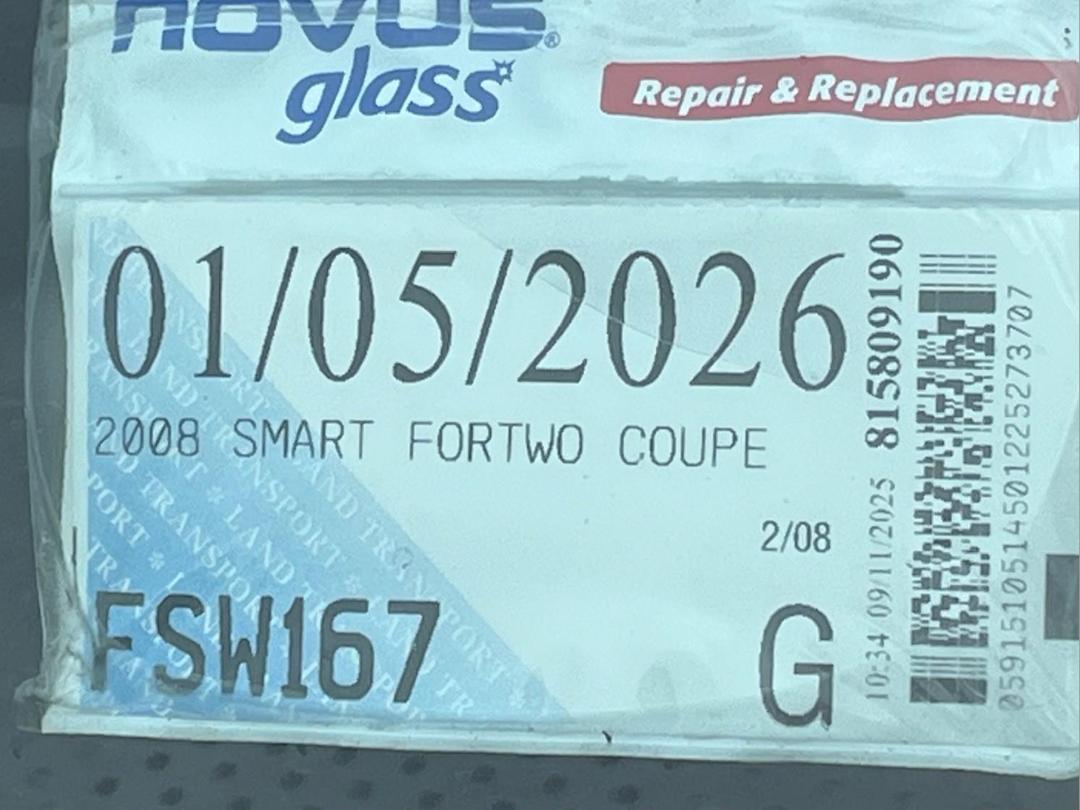 novus®
glass
Repair & Replacement
01/05/2026
2008 SMART FORTWO COUPE
2/08
FSW167
G
10:34 09/11/2025 815809190
05915105145012225273707